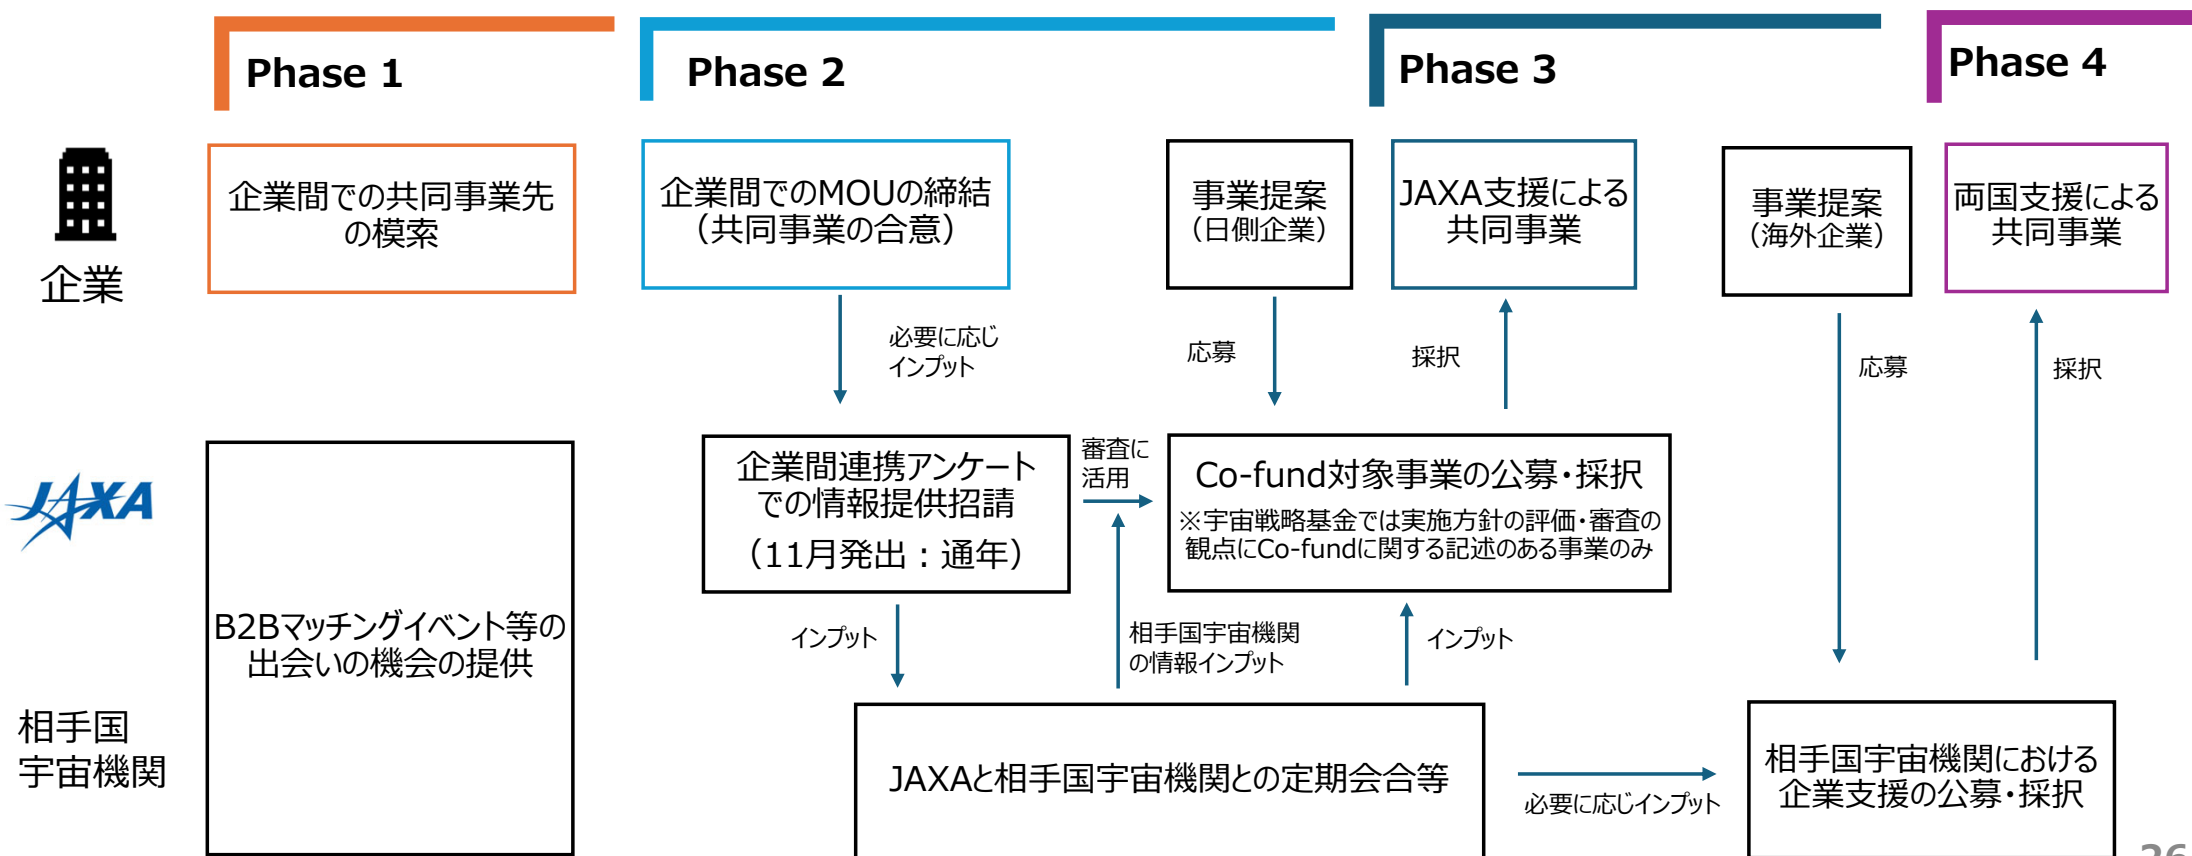 Phase 1
Phase 2
Phase 3
Phase 4
企業
企業間での共同事業先
の模索
企業間でのMOUの締結
（共同事業の合意）
事業提案
（日側企業）
JAXA支援による
共同事業
事業提案
（海外企業）
両国支援による
共同事業
必要に応じ
インプット
応募
採択
応募
採択
JAXA
B2Bマッチングイベント等の
出会いの機会の提供
企業間連携アンケート
での情報提供招請
（11月発出：通年）
審査に
活用
Co-fund対象事業の公募・採択
※宇宙戦略基金では実施方針の評価・審査の
観点にCo-fundに関する記述のある事業のみ
インプット
相手国宇宙機関
の情報インプット
インプット
相手国
宇宙機関
JAXAと相手国宇宙機関との定期会合等
必要に応じインプット
相手国宇宙機関における
企業支援の公募・採択
26